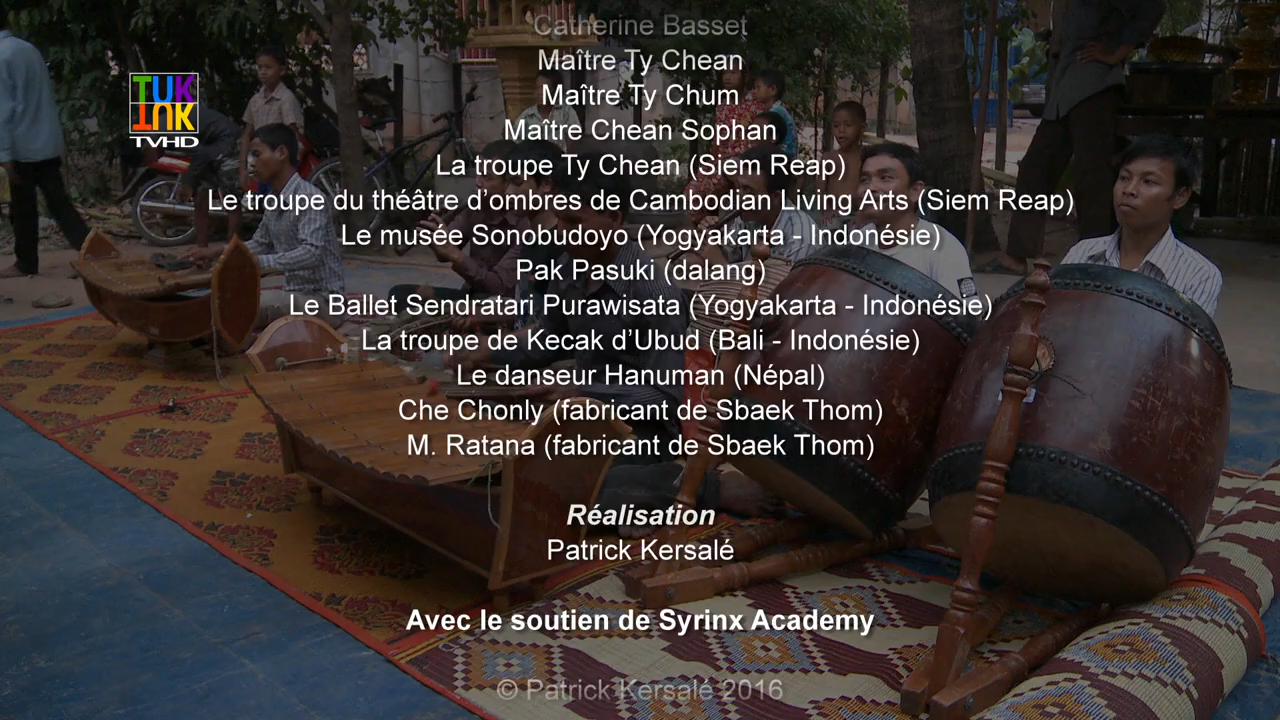 Catherine Basset
Maître Ty Chean
Maître Ty Chum
Maître Chean Sophan
La troupe Ty Chean (Siem Reap)
Le troupe du théâtre d’ombres de Cambodian Living Arts (Siem Reap)
Le musée Sonobudoyo (Yogyakarta - Indonésie)
Pak Pasuki (dalang)
Le Ballet Sendratari Purawisata (Yogyakarta - Indonésie)
La troupe de Kecak d’Ubud (Bali - Indonésie)
Le danseur Hanuman (Népal)
Che Chonly (fabricant de Sbaek Thom)
M. Ratana (fabricant de Sbaek Thom)
Réalisation
Patrick Kersalé
Avec le soutien de Syrinx Academy
© Patrick Kersalé 2016
TUK
TUK
TVHD